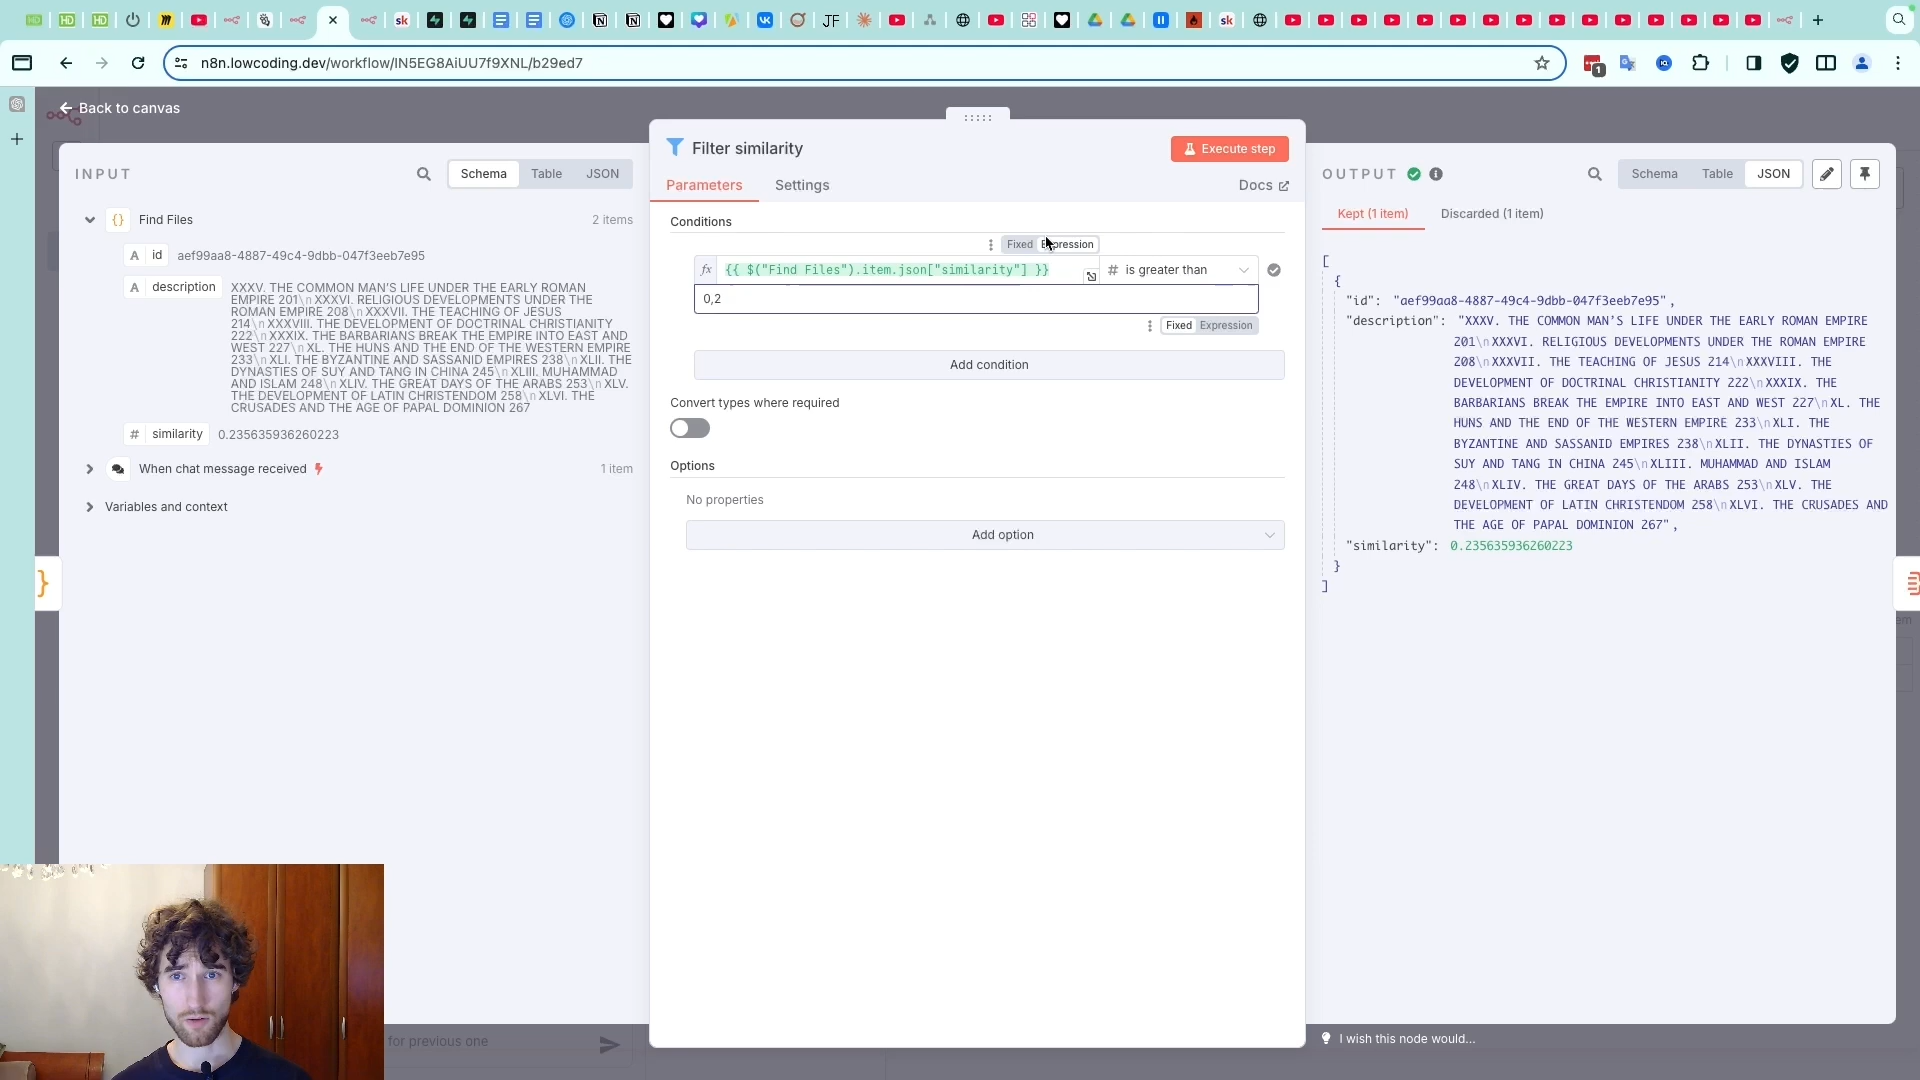 n8n.lowcoding.dev/workflow/IN5EG8AiUU7f9XNL/b29ed7
1
Back to canvas
INPUT
Schema
Table
JSON
Find Files
2 items
A id aef99aa8-4887-49c4-9dbb-047f3eeb7e95
A description
XXXV. THE COMMON MAN’S LIFE UNDER THE EARLY ROMAN
EMPIRE 201\nXXXVI. RELIGIOUS DEVELOPMENTS UNDER THE
ROMAN EMPIRE 208\nXXXVII. THE TEACHING OF JESUS
214\nXXXVIII. THE DEVELOPMENT OF DOCTRINAL CHRISTIANITY
222\nXXXIX. THE BARBARIANS BREAK THE EMPIRE INTO EAST AND
WEST 227\nXL. THE HUNS AND THE END OF THE WESTERN EMPIRE
233\nXLI. THE BYZANTINE AND SASSANID EMPIRES 238\nXLII. THE
DYNASTIES OF SUY AND TANG IN CHINA 245\nXLIII. MUHAMMAD
AND ISLAM 248\nXLIV. THE GREAT DAYS OF THE ARABS 253\nXLV.
THE DEVELOPMENT OF LATIN CHRISTENDOM 258\nXLVI. THE
CRUSADES AND THE AGE OF PAPAL DOMINION 267
# similarity 0.235635936260223
When chat message received
1 item
Variables and context
for previous one
Filter similarity
Execute step
Parameters
Settings
Docs
Conditions
Fixed Expression
fx {{ $("Find Files").item.json["similarity"] }}
# is greater than
0,2
Fixed Expression
Add condition
Convert types where required
Options
No properties
Add option
OUTPUT
Schema
Table
JSON
Kept (1 item)
Discarded (1 item)
[
{
"id": "aef99aa8-4887-49c4-9dbb-047f3eeb7e95",
"description": "XXXV. THE COMMON MAN’S LIFE UNDER THE EARLY ROMAN EMPIRE
201\nXXXVI. RELIGIOUS DEVELOPMENTS UNDER THE ROMAN EMPIRE
208\nXXXVII. THE TEACHING OF JESUS 214\nXXXVIII. THE
DEVELOPMENT OF DOCTRINAL CHRISTIANITY 222\nXXXIX. THE
BARBARIANS BREAK THE EMPIRE INTO EAST AND WEST 227\nXL. THE
HUNS AND THE END OF THE WESTERN EMPIRE 233\nXLI. THE
BYZANTINE AND SASSANID EMPIRES 238\nXLII. THE DYNASTIES OF
SUY AND TANG IN CHINA 245\nXLIII. MUHAMMAD AND ISLAM
248\nXLIV. THE GREAT DAYS OF THE ARABS 253\nXLV. THE
DEVELOPMENT OF LATIN CHRISTENDOM 258\nXLVI. THE CRUSADES AND
THE AGE OF PAPAL DOMINION 267",
"similarity": 0.235635936260223
}
]
I wish this node would...